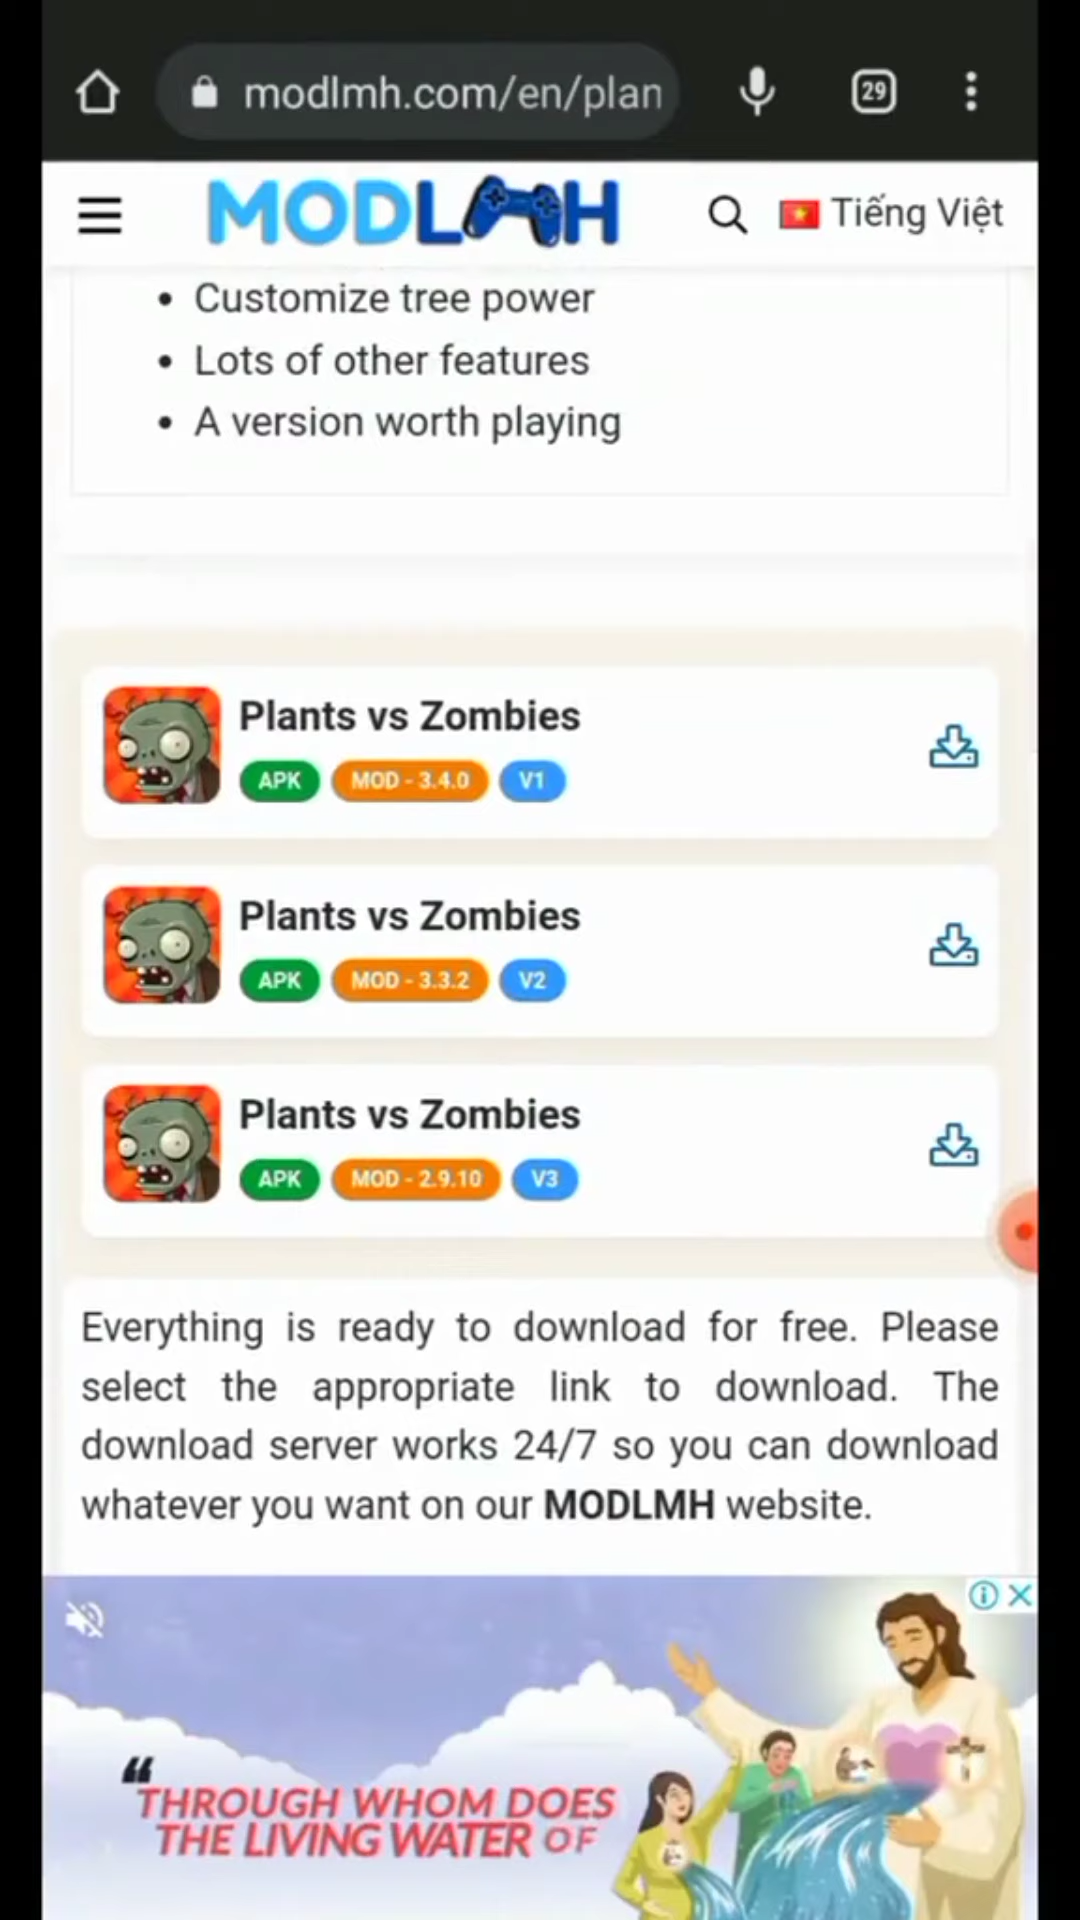 modlmh.com/en/plan
29
MODLMH
Tiếng Việt
• Customize tree power
• Lots of other features
• A version worth playing
Plants vs Zombies
APK MOD - 3.4.0 V1
Plants vs Zombies
APK MOD - 3.3.2 V2
Plants vs Zombies
APK MOD - 2.9.10 V3
Everything is ready to download for free. Please
select the appropriate link to download. The
download server works 24/7 so you can download
whatever you want on our MODLMH website.
“THROUGH WHOM DOES
THE LIVING WATER OF